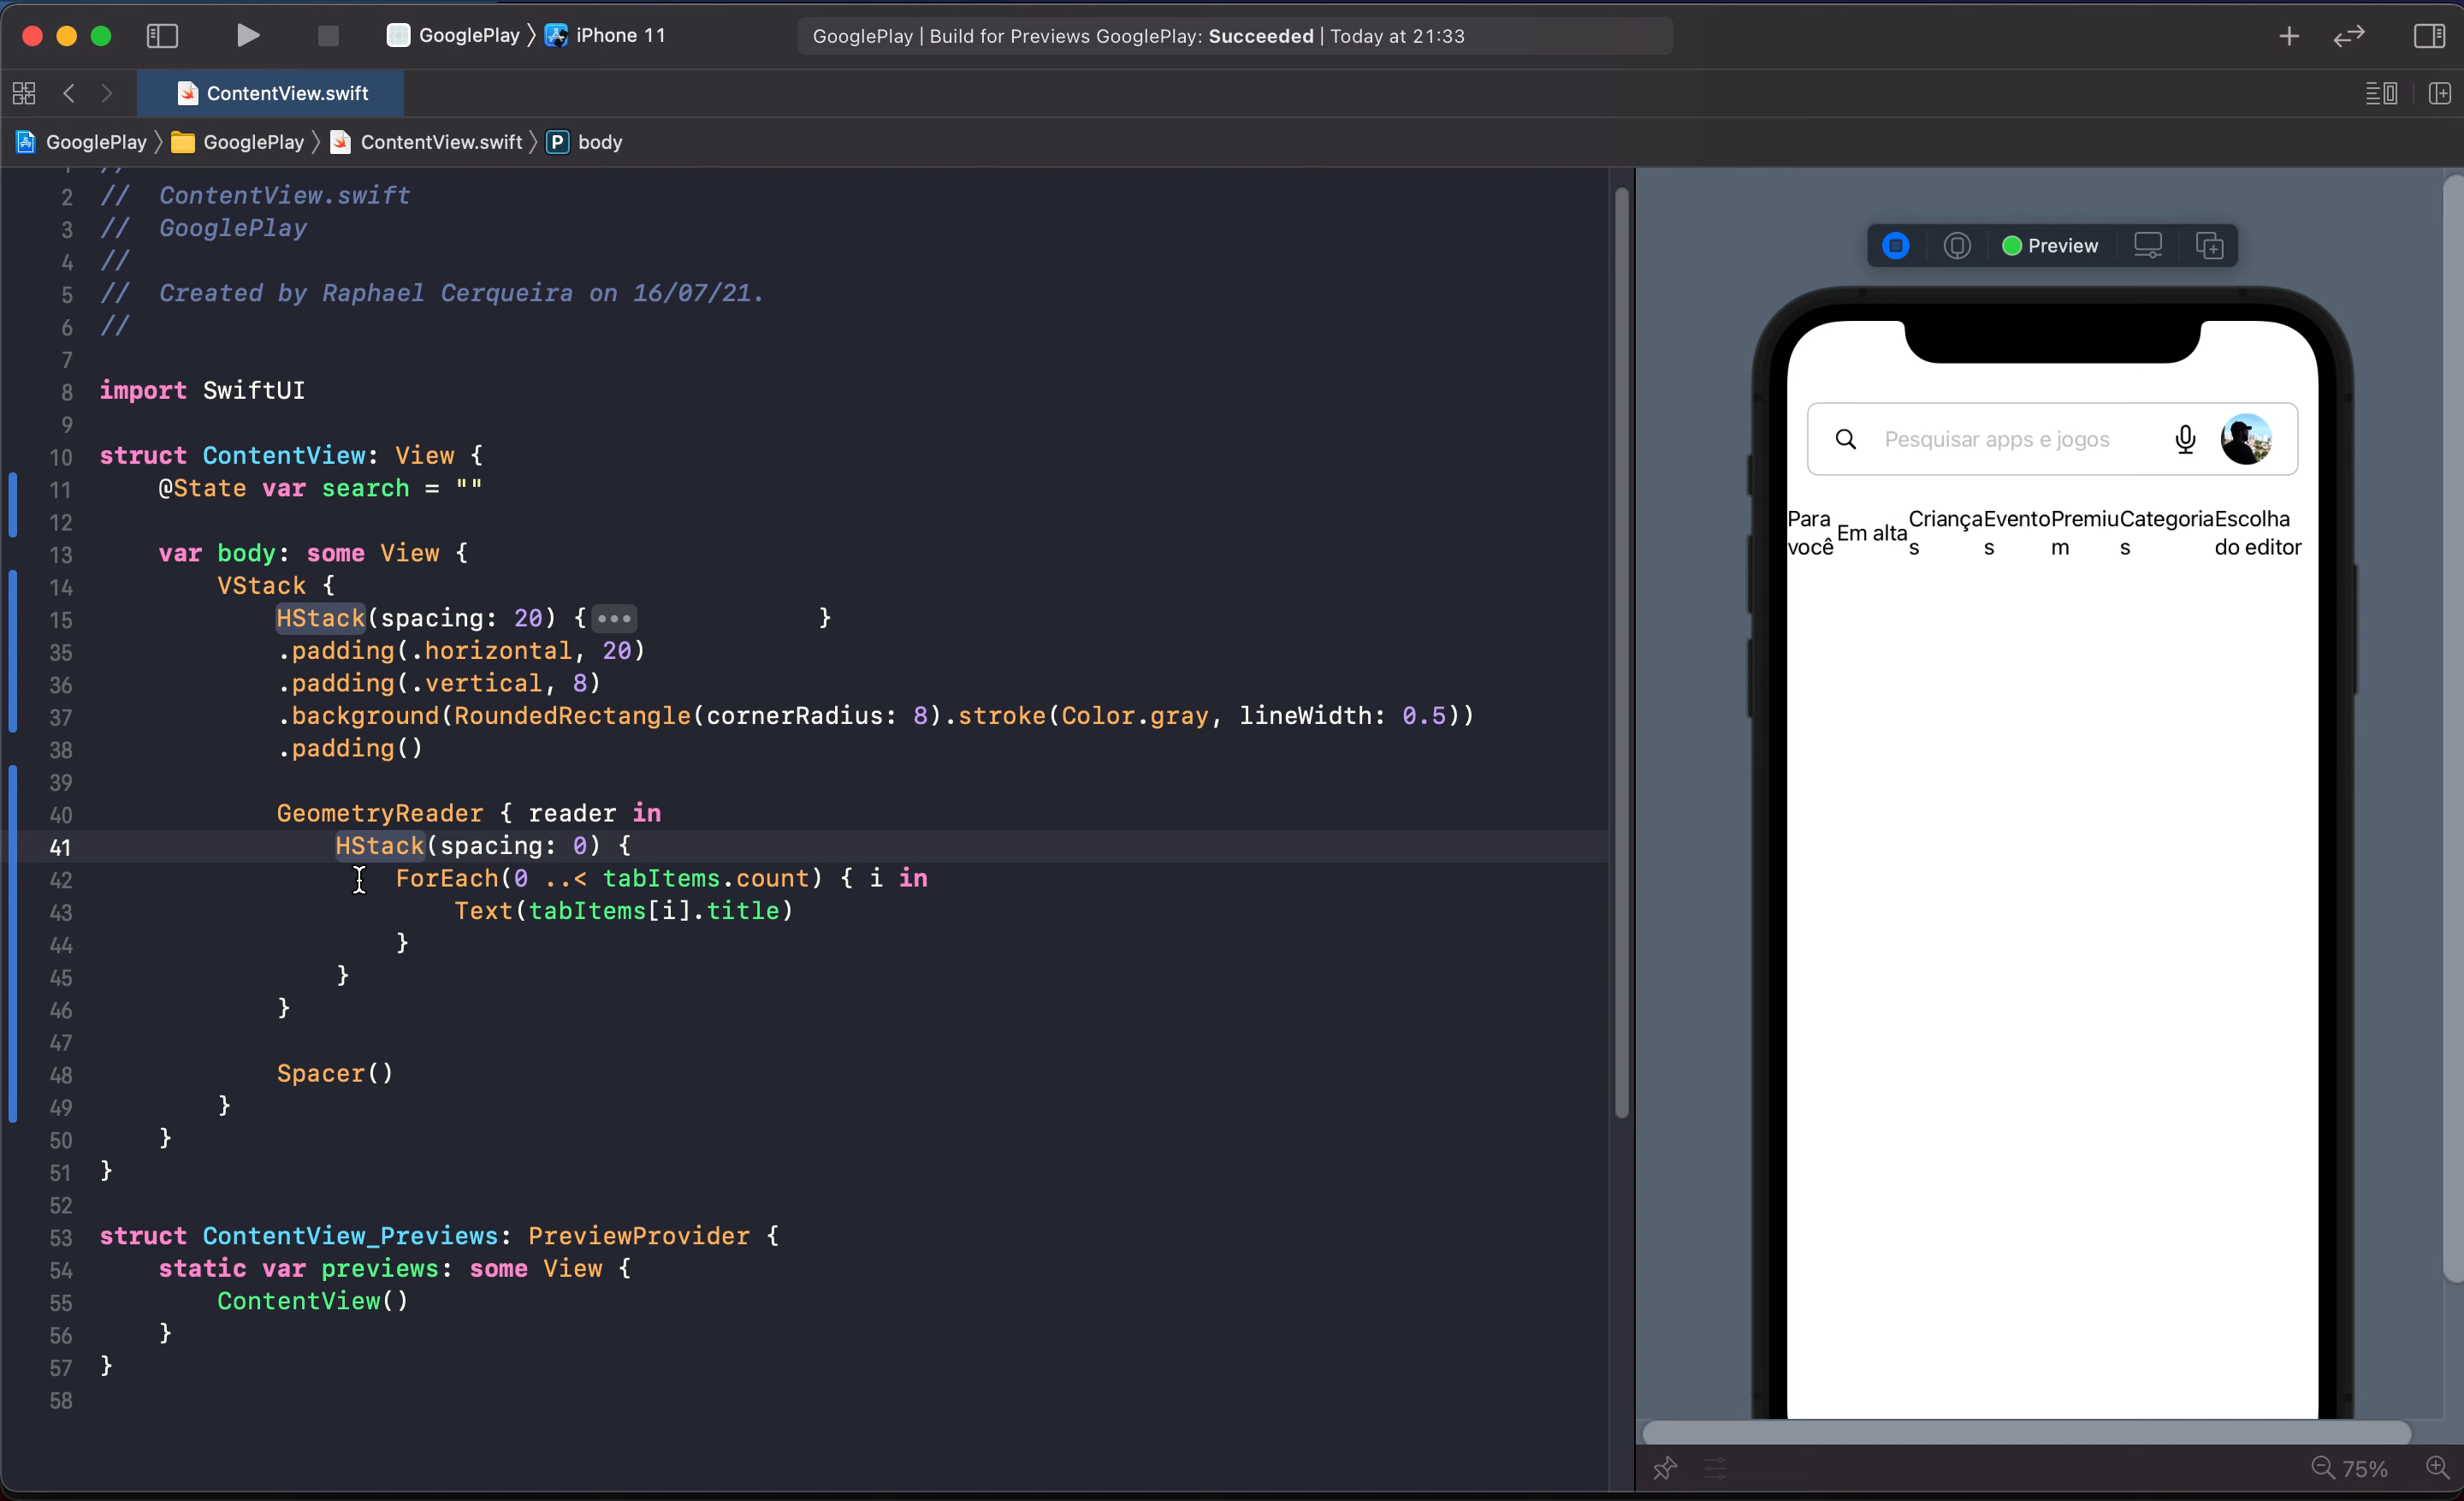 GooglePlay 〉 iPhone 11
GooglePlay | Build for Previews GooglePlay: Succeeded | Today at 21:33
ContentView.swift
GooglePlay 〉 GooglePlay 〉 ContentView.swift 〉 P body
1 //
2 //  ContentView.swift
3 //  GooglePlay
4 //
5 //  Created by Raphael Cerqueira on 16/07/21.
6 //
7
8 import SwiftUI
9
10 struct ContentView: View {
11     @State var search = ""
12
13     var body: some View {
14         VStack {
15             HStack(spacing: 20) {•••             }
35             .padding(.horizontal, 20)
36             .padding(.vertical, 8)
37             .background(RoundedRectangle(cornerRadius: 8).stroke(Color.gray, lineWidth: 0.5))
38             .padding()
39
40             GeometryReader { reader in
41                 HStack(spacing: 0) {
42                     ForEach(0 ..< tabItems.count) { i in
43                         Text(tabItems[i].title)
44                     }
45                 }
46             }
47
48             Spacer()
49         }
50     }
51 }
52
53 struct ContentView_Previews: PreviewProvider {
54     static var previews: some View {
55         ContentView()
56     }
57 }
58
Preview
Pesquisar apps e jogos
Para você
Em alta
Criança
s
Evento
s
Premiu
m
Categoria
s
Escolha
do editor
75%